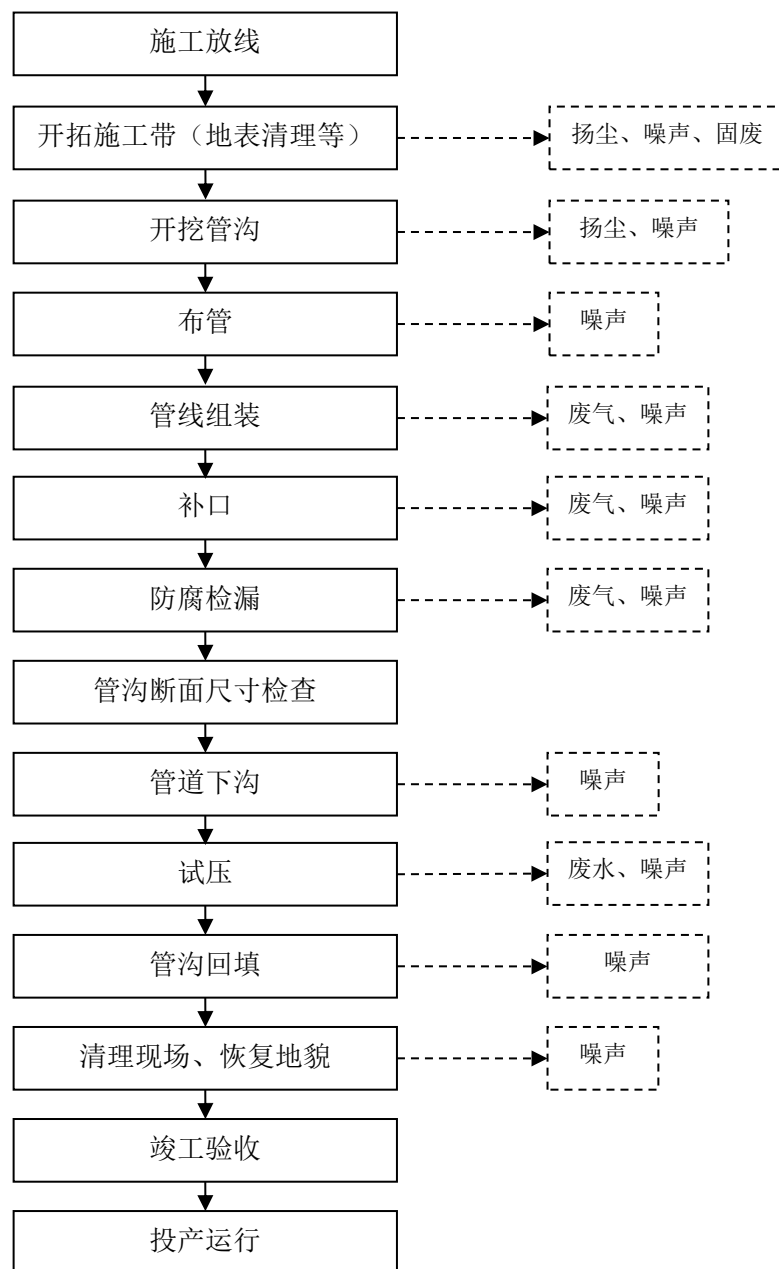 施工放线
开拓施工带（地表清理等）
扬尘、噪声、固废
开挖管沟
扬尘、噪声
布管
噪声
管线组装
废气、噪声
补口
废气、噪声
防腐检漏
废气、噪声
管沟断面尺寸检查
管道下沟
噪声
试压
废水、噪声
管沟回填
噪声
清理现场、恢复地貌
噪声
竣工验收
投产运行